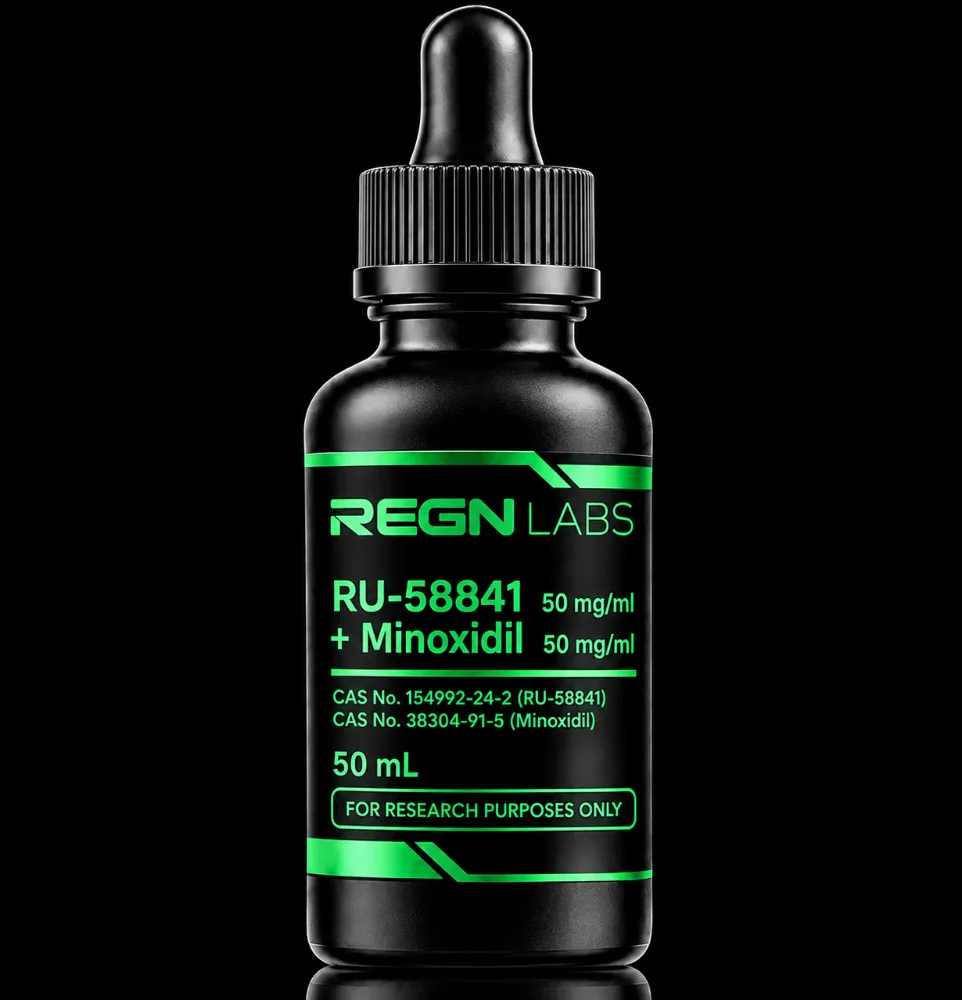 REGN LABS
RU-58841 50 mg/ml
+ Minoxidil 50 mg/ml
CAS No. 154992-24-2 (RU-58841)
CAS No. 38304-91-5 (Minoxidil)
50 mL
FOR RESEARCH PURPOSES ONLY